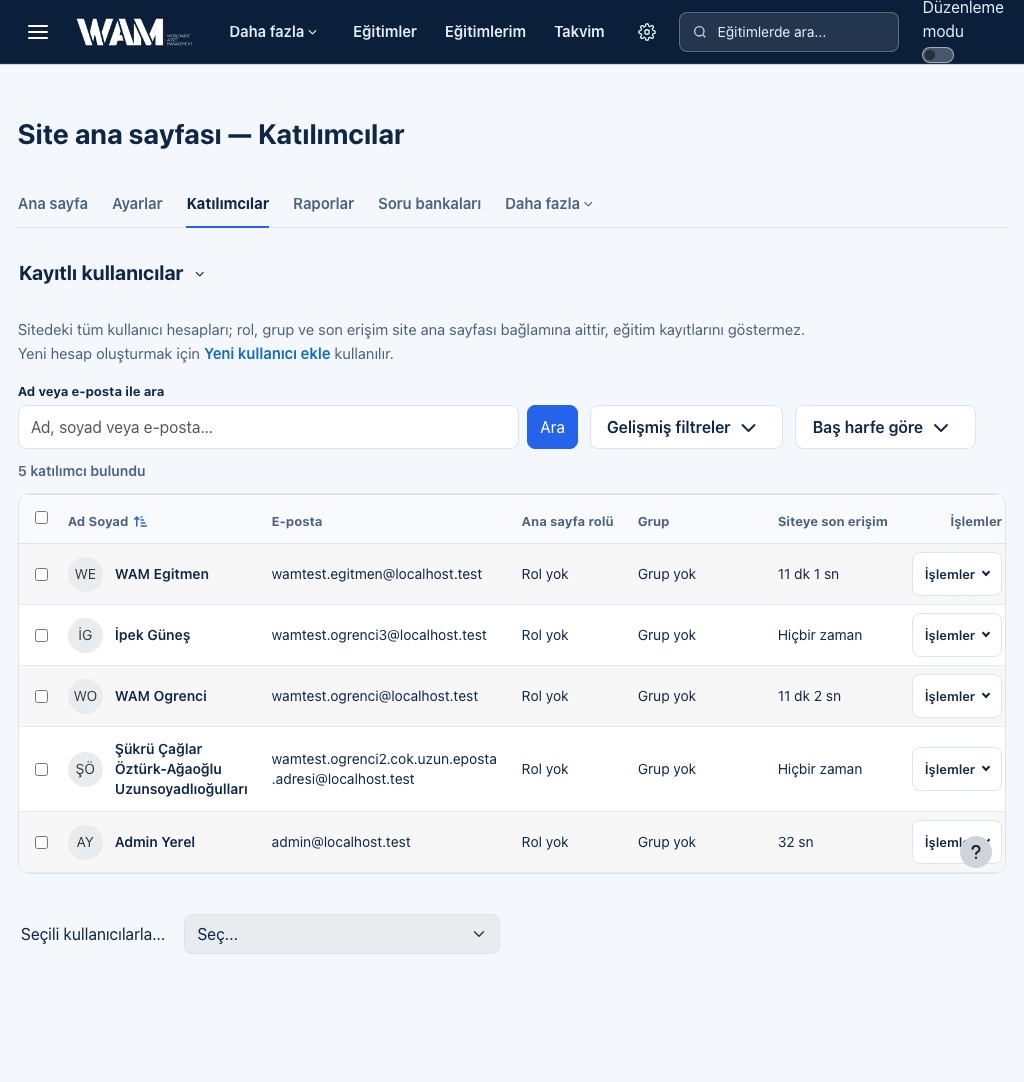 WAM WORLDWIDE ASSET MANAGEMENT
Daha fazla
Eğitimler
Eğitimlerim
Takvim
Eğitimlerde ara...
Düzenleme
modu
Site ana sayfası — Katılımcılar
Ana sayfa
Ayarlar
Katılımcılar
Raporlar
Soru bankaları
Daha fazla
Kayıtlı kullanıcılar
Sitedeki tüm kullanıcı hesapları; rol, grup ve son erişim site ana sayfası bağlamına aittir, eğitim kayıtlarını göstermez.
Yeni hesap oluşturmak için Yeni kullanıcı ekle kullanılır.
Ad veya e-posta ile ara
Ad, soyad veya e-posta...
Ara
Gelişmiş filtreler
Baş harfe göre
5 katılımcı bulundu
Ad Soyad E-posta Ana sayfa rolü Grup Siteye son erişim İşlemler
WE WAM Egitmen wamtest.egitmen@localhost.test Rol yok Grup yok 11 dk 1 sn İşlemler
İG İpek Güneş wamtest.ogrenci3@localhost.test Rol yok Grup yok Hiçbir zaman İşlemler
WO WAM Ogrenci wamtest.ogrenci@localhost.test Rol yok Grup yok 11 dk 2 sn İşlemler
ŞÖ Şükrü Çağlar
Öztürk-Ağaoğlu
Uzunsoyadlıoğulları
wamtest.ogrenci2.cok.uzun.eposta
.adresi@localhost.test
Rol yok Grup yok Hiçbir zaman İşlemler
AY Admin Yerel admin@localhost.test Rol yok Grup yok 32 sn İşleml
?
Seçili kullanıcılarla...
Seç...